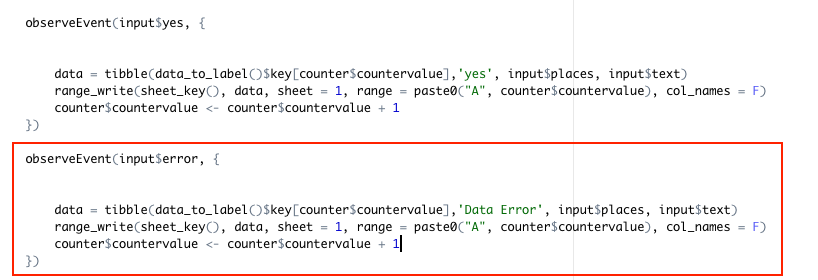 observeEvent(input$yes, {
data = tibble(data_to_label()$key[counter$countervalue],'yes', input$places, input$text)
range_write(sheet_key(), data, sheet = 1, range = paste0("A", counter$countervalue), col_names = F)
counter$countervalue <- counter$countervalue + 1
})
observeEvent(input$error, {
data = tibble(data_to_label()$key[counter$countervalue],'Data Error', input$places, input$text)
range_write(sheet_key(), data, sheet = 1, range = paste0("A", counter$countervalue), col_names = F)
counter$countervalue <- counter$countervalue + 1
})